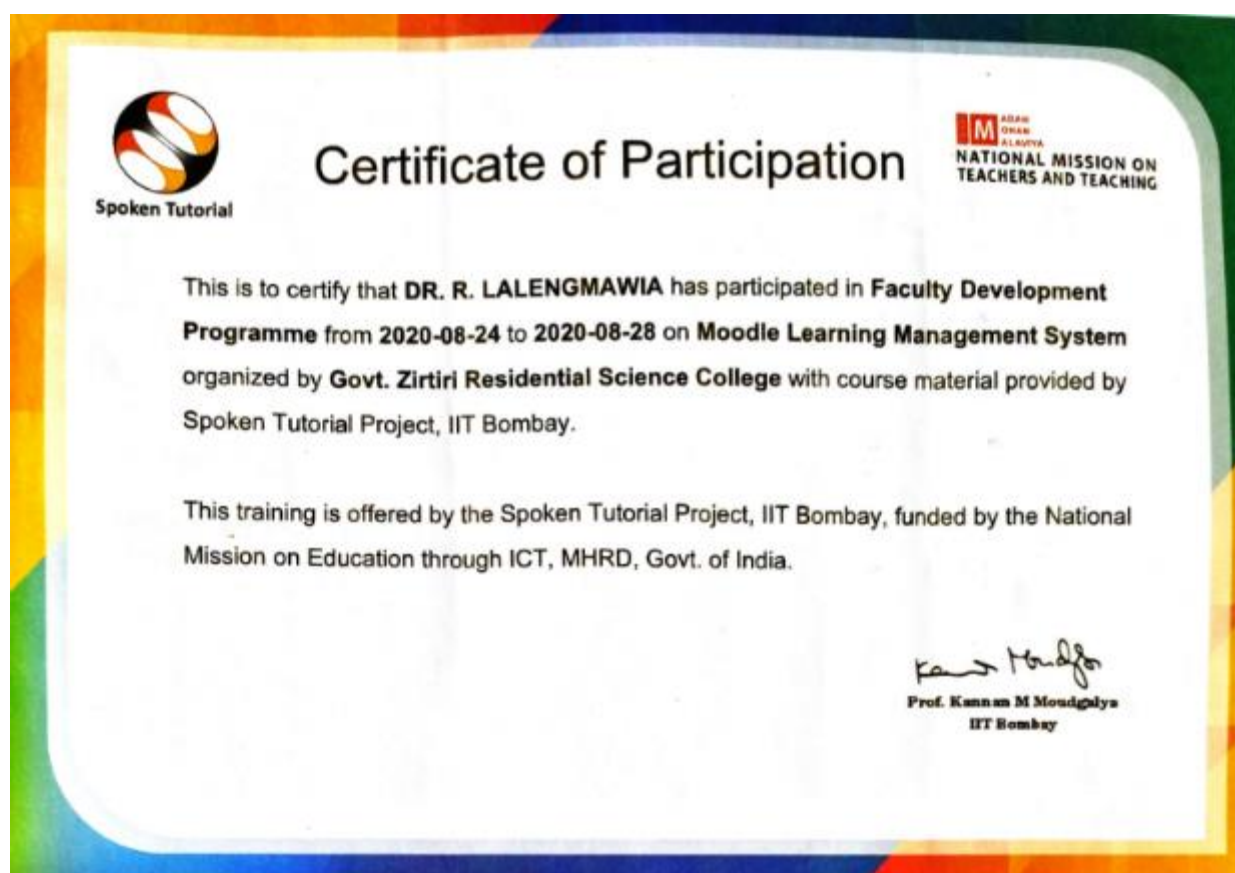 Spoken Tutorial
Certificate of Participation
MADAN
MOHAN
MALAVIYA
NATIONAL MISSION ON
TEACHERS AND TEACHING
This is to certify that DR. R. LALENGMAWIA has participated in Faculty Development
Programme from 2020-08-24 to 2020-08-28 on Moodle Learning Management System
organized by Govt. Zirtiri Residential Science College with course material provided by
Spoken Tutorial Project, IIT Bombay.
This training is offered by the Spoken Tutorial Project, IIT Bombay, funded by the National
Mission on Education through ICT, MHRD, Govt. of India.
Prof. Kannan M Moudgalya
IIT Bombay